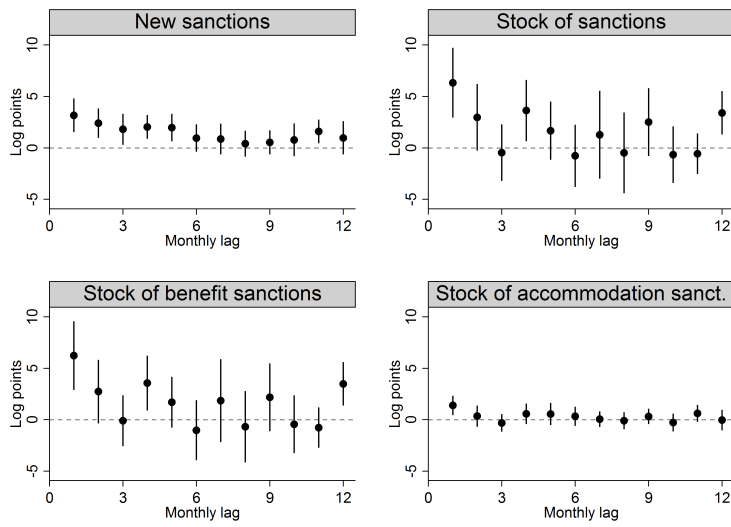 New sanctions
Log points
10
5
0
-5
0 3 6 9 12
Monthly lag
Stock of sanctions
Log points
10
5
0
-5
0 3 6 9 12
Monthly lag
Stock of benefit sanctions
Log points
10
5
0
-5
0 3 6 9 12
Monthly lag
Stock of accommodation sanct.
Log points
10
5
0
-5
0 3 6 9 12
Monthly lag